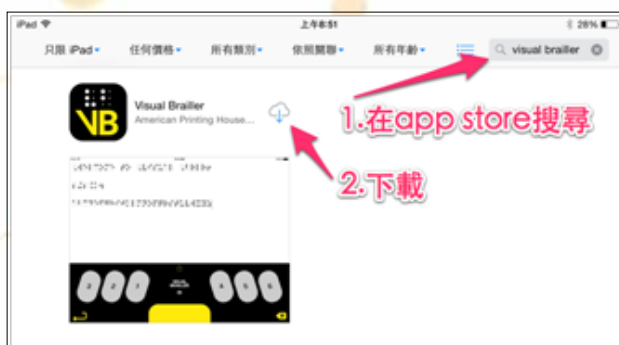 iPad
上午8:51
28%
只限 iPad
任何價格
所有類別
依照關聯
所有年齡
visual brailler
VB
Visual Brailler
American Printing House...
1.在app store搜尋
2.下載